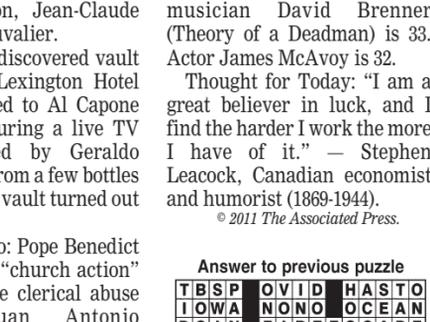 on, Jean-Claude
uvalier.
discovered vault
Lexington Hotel
ed to Al Capone
uring a live TV
ed by Geraldo
rom a few bottles
vault turned out
o: Pope Benedict
"church action"
e clerical abuse
uan Antonio
musician David Brenner
(Theory of a Deadman) is 33.
Actor James McAvoy is 32.
Thought for Today: "I am a
great believer in luck, and I
find the harder I work the more
I have of it." — Stephen
Leacock, Canadian economist
and humorist (1869-1944).
© 2011 The Associated Press.
Answer to previous puzzle
TBSP OVID HASTO
IOWA NONO OCEAN